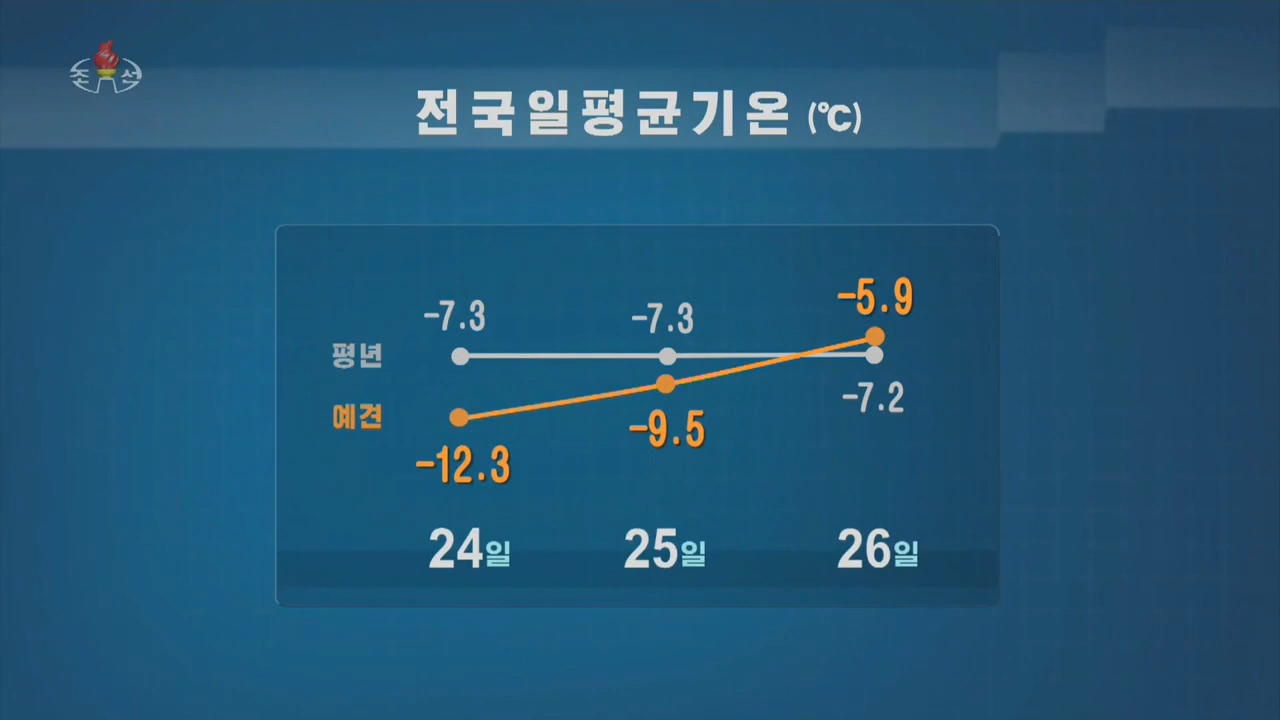 조선
전국일평균기온 (℃)
-7.3 -7.3 -5.9
평년
예견
-12.3 -9.5 -7.2
24일 25일 26일